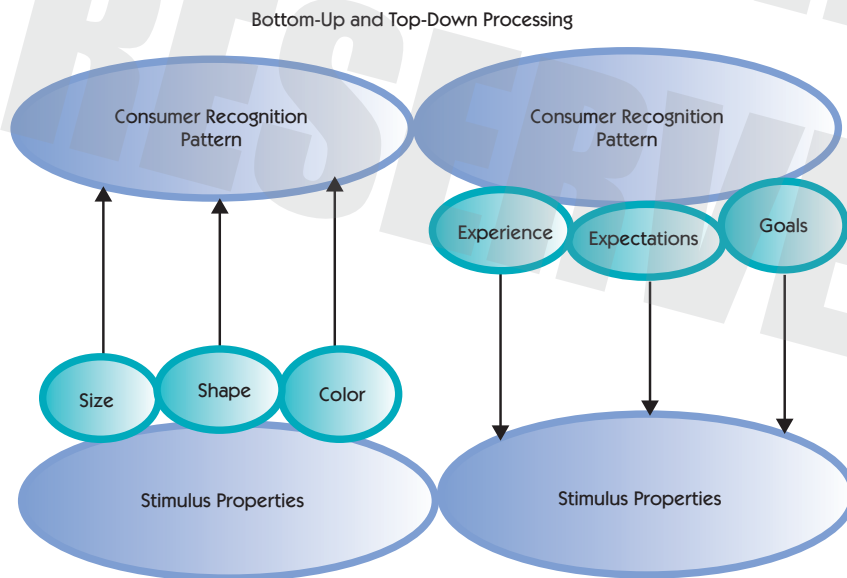 Bottom-Up and Top-Down Processing
Consumer Recognition
Pattern
Consumer Recognition
Pattern
Experience
Expectations
Goals
Size
Shape
Color
Stimulus Properties
Stimulus Properties